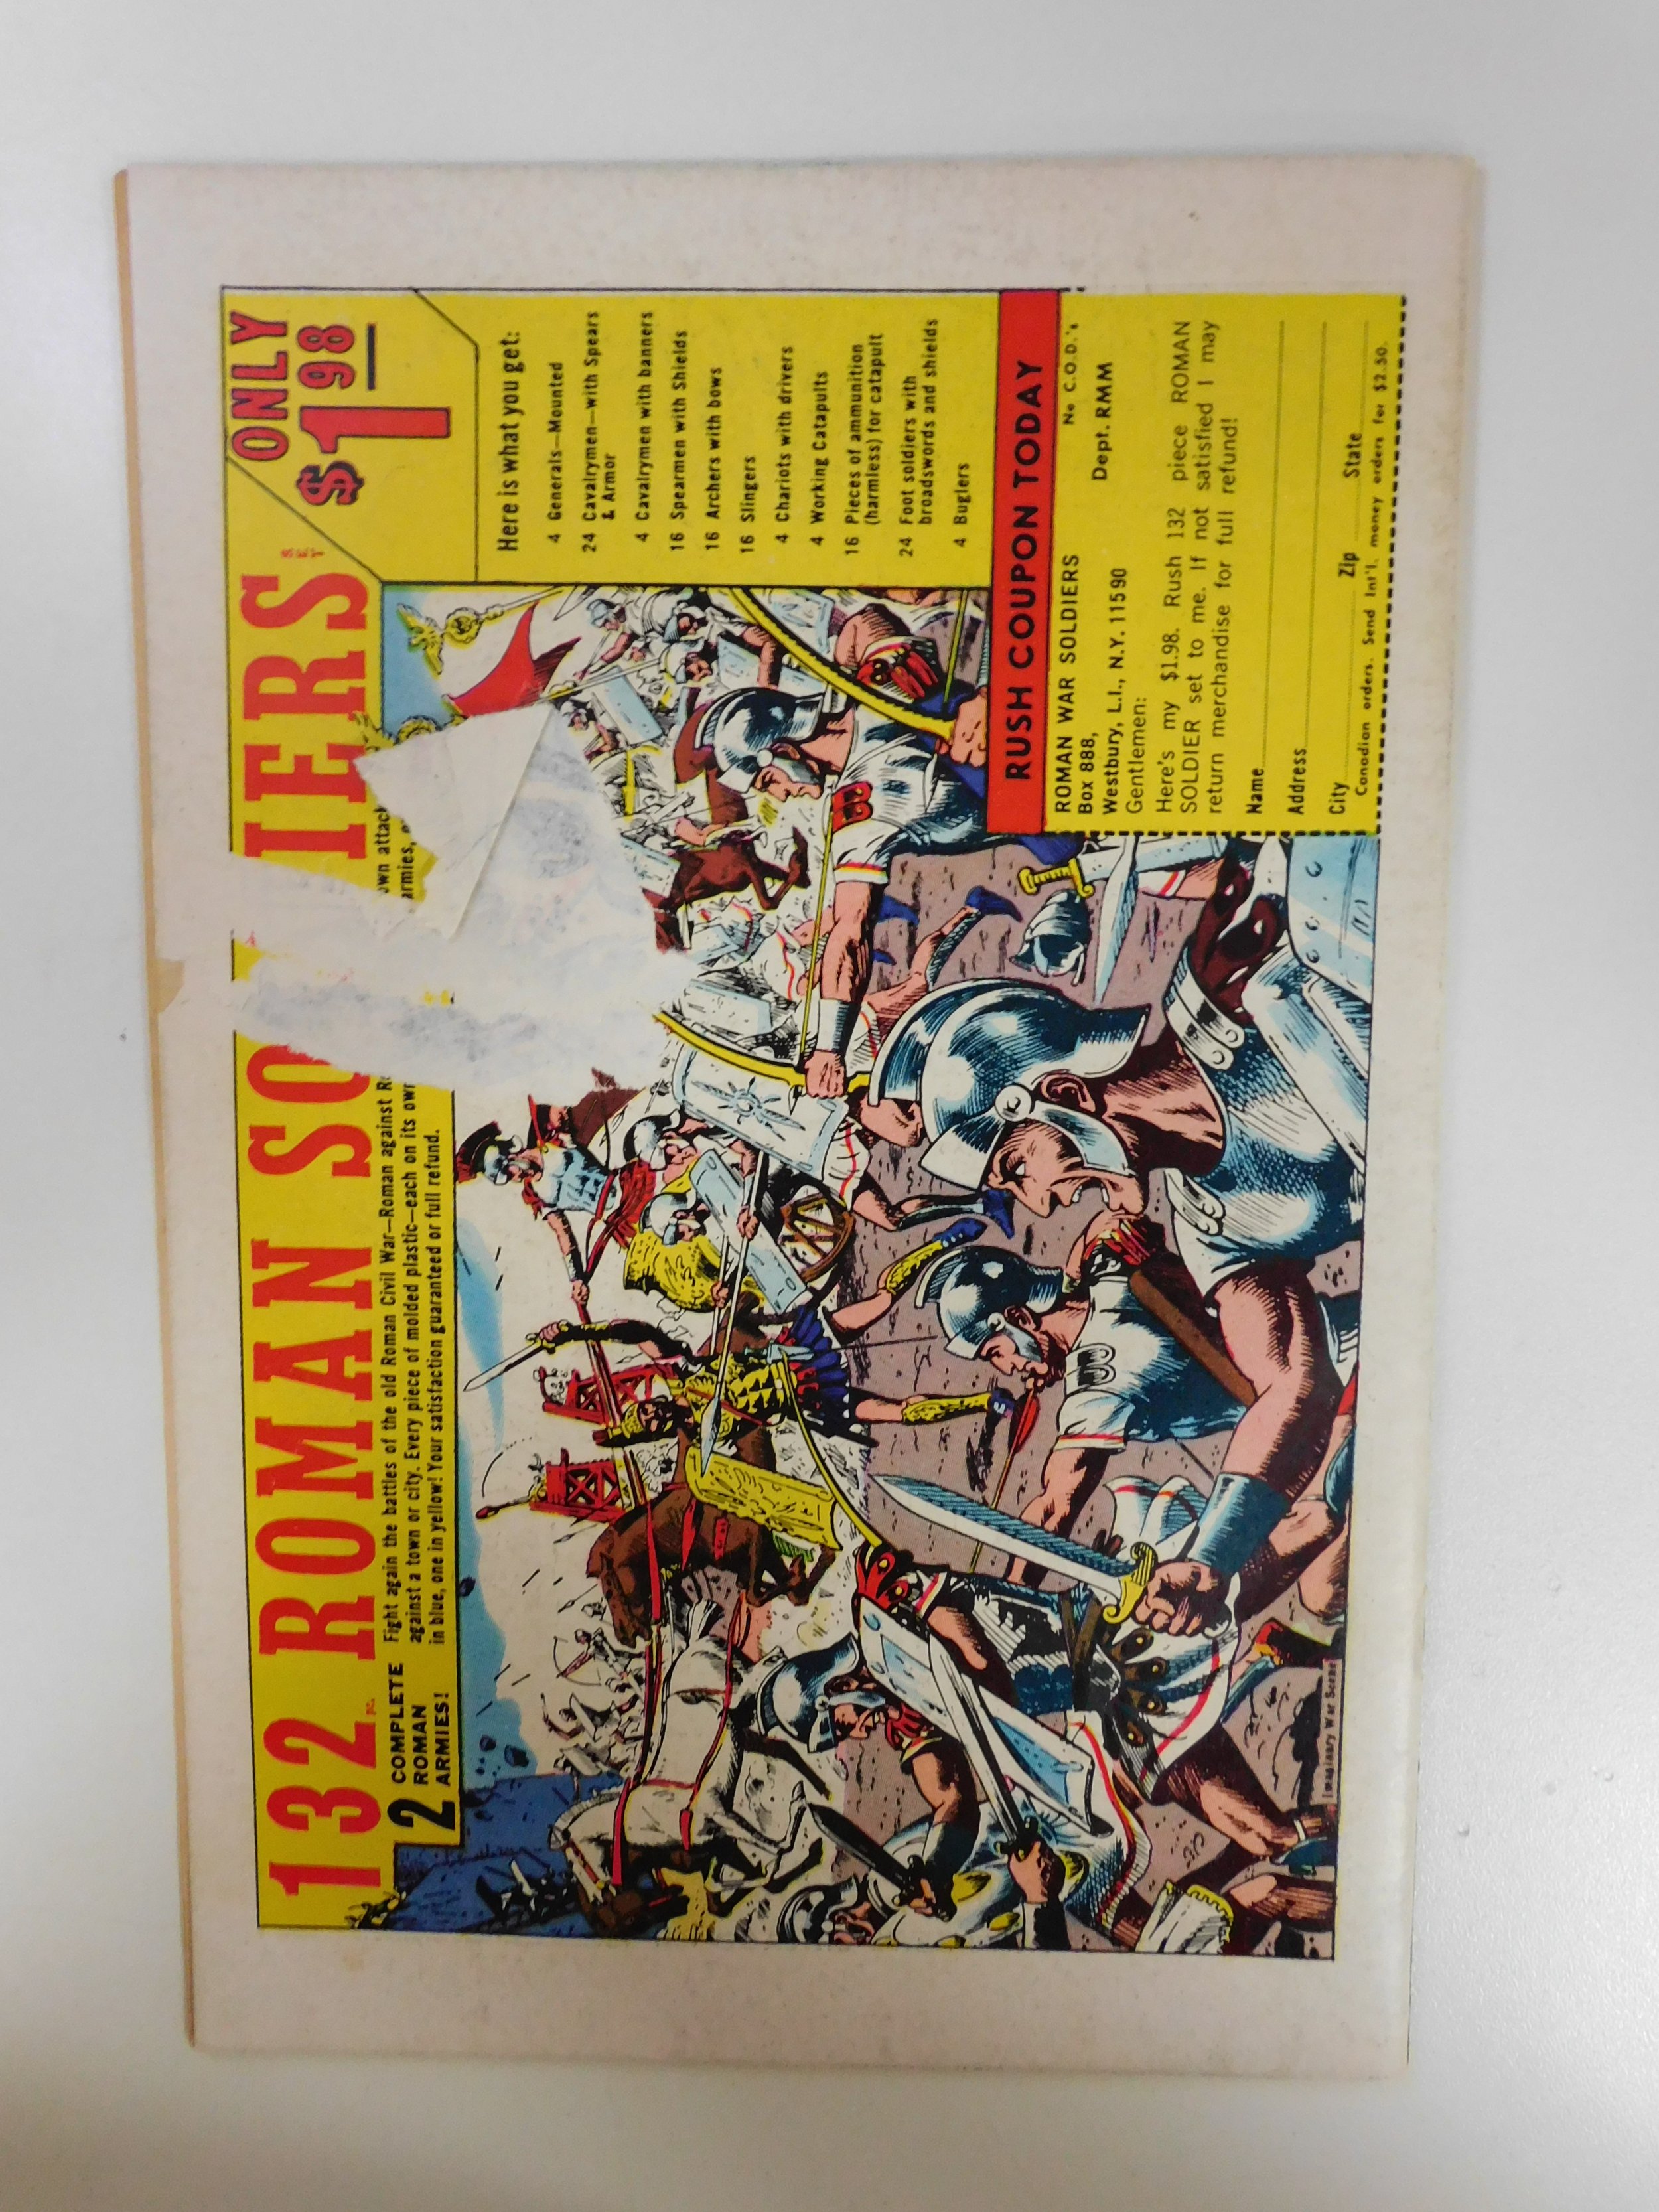 132 PC. ROMAN SO IERS SET
ONLY
$1.98
2 COMPLETE
ROMAN
ARMIES!
Fight again the battles of the old Roman Civil War—Roman against R
against a town or city. Every piece of molded plastic—each on its own
in blue, one in yellow! Your satisfaction guaranteed or full refund.
own attack
armies, o
Here is what you get:
4 Generals—Mounted
24 Cavalrymen—with Spears
& Armor
4 Cavalrymen with banners
16 Spearmen with Shields
16 Archers with bows
16 Slingers
4 Chariots with drivers
4 Working Catapults
16 Pieces of ammunition
(harmless) for catapult
24 Foot soldiers with
broadswords and shields
4 Buglers
RUSH COUPON TODAY
ROMAN WAR SOLDIERS No C.O.D.'s
Box 888,
Westbury, L.I., N.Y. 11590 Dept. RMM
Gentlemen:
Here's my $1.98. Rush 132 piece ROMAN
SOLDIER set to me. If not satisfied I may
return merchandise for full refund!
Name
Address
City Zip State
Canadian orders. Send Int'l. money orders for $2.50.
Imaginary War Scene